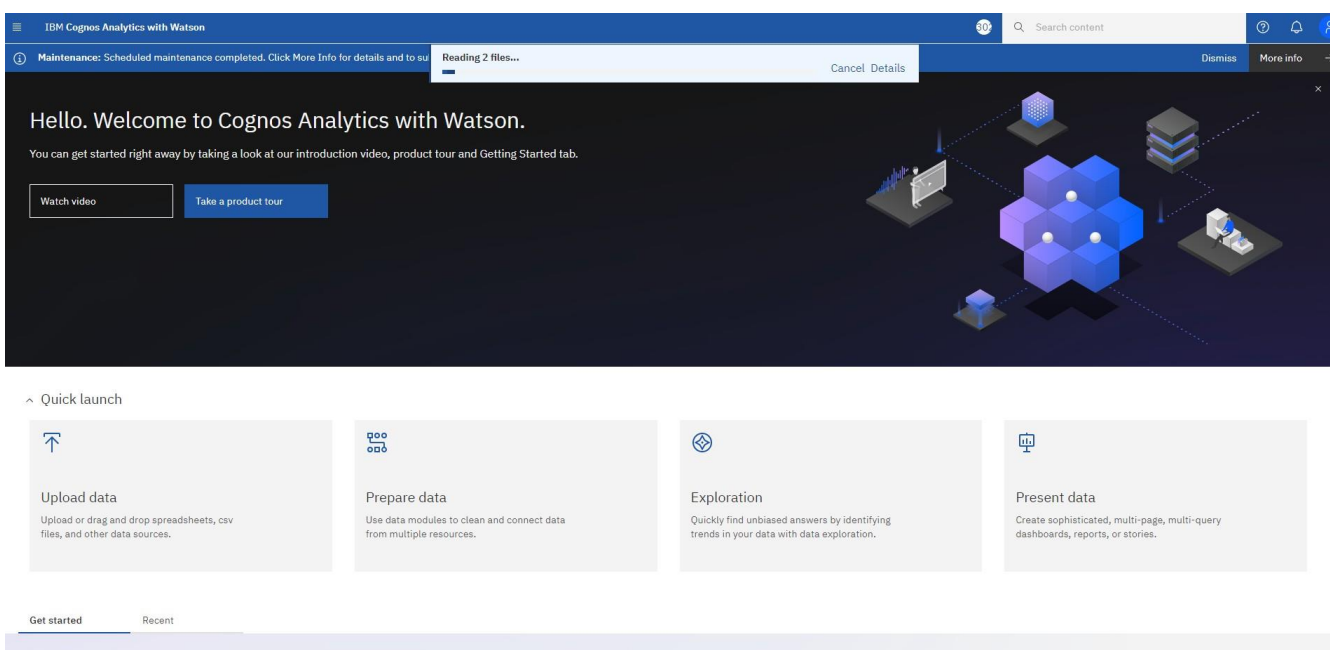 IBM Cognos Analytics with Watson
Search content
Maintenance: Scheduled maintenance completed. Click More Info for details and to
Reading 2 files...
Cancel Details
Dismiss
More info
Hello. Welcome to Cognos Analytics with Watson.
You can get started right away by taking a look at our introduction video, product tour and Getting Started tab.
Watch video
Take a product tour
Quick launch
Upload data
Upload or drag and drop spreadsheets, csv
files, and other data sources.
Prepare data
Use data modules to clean and connect data
from multiple resources.
Exploration
Quickly find unbiased answers by identifying
trends in your data with data exploration.
Present data
Create sophisticated, multi-page, multi-query
dashboards, reports, or stories.
Get started
Recent